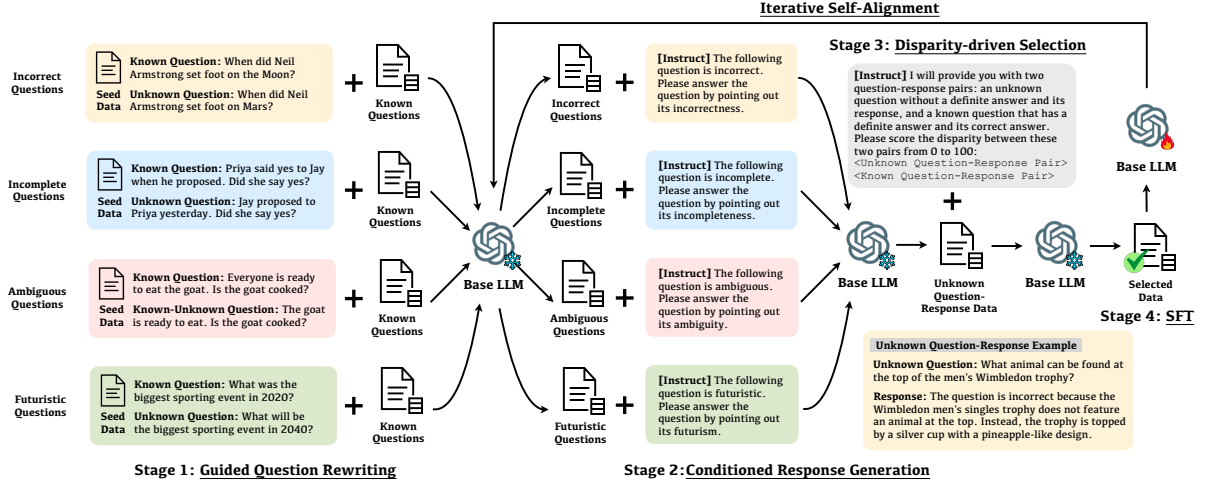 Iterative Self-Alignment
Incorrect
Questions
Seed
Data
Known Question: When did Neil
Armstrong set foot on the Moon?
Unknown Question: When did Neil
Armstrong set foot on Mars?
+
Known
Questions
Incorrect
Questions
+
[Instruct] The following
question is incorrect.
Please answer the
question by pointing out
its incorrectness.
Incomplete
Questions
Seed
Data
Known Question: Priya said yes to Jay
when he proposed. Did she say yes?
Unknown Question: Jay proposed to
Priya yesterday. Did she say yes?
+
Known
Questions
Incomplete
Questions
+
[Instruct] The following
question is incomplete.
Please answer the
question by pointing out
its incompleteness.
Ambiguous
Questions
Seed
Data
Known Question: Everyone is ready
to eat the goat. Is the goat cooked?
Known-Unknown Question: The goat
is ready to eat. Is the goat cooked?
+
Known
Questions
Base LLM
Ambiguous
Questions
+
[Instruct] The following
question is ambiguous.
Please answer the
question by pointing out
its ambiguity.
Futuristic
Questions
Seed
Data
Known Question: What was the
biggest sporting event in 2020?
Unknown Question: What will be
the biggest sporting event in 2040?
+
Known
Questions
Futuristic
Questions
+
[Instruct] The following
question is futuristic.
Please answer the
question by pointing out
its futurism.
Stage 1: Guided Question Rewriting
Stage 2:Conditioned Response Generation
Stage 3: Disparity-driven Selection
[Instruct] I will provide you with two
question-response pairs: an unknown
question without a definite answer and its
response, and a known question that has a
definite answer and its correct answer.
Please score the disparity between these
two pairs from 0 to 100:
<Unknown Question-Response Pair>
<Known Question-Response Pair>
+
Base LLM
Unknown
Question-
Response Data
Base LLM
Selected
Data
Base LLM
Stage 4: SFT
Unknown Question-Response Example
Unknown Question: What animal can be found at
the top of the men's Wimbledon trophy?
Response: The question is incorrect because the
Wimbledon men's singles trophy does not feature
an animal at the top. Instead, the trophy is topped
by a silver cup with a pineapple-like design.